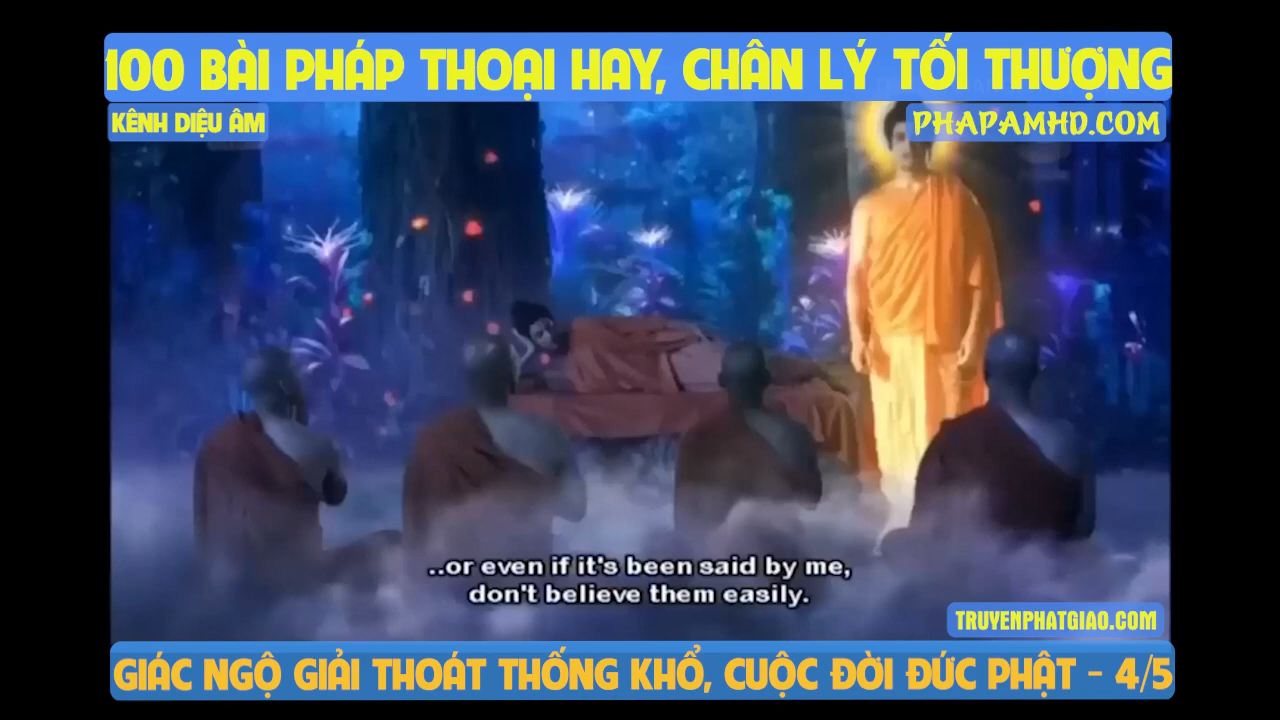 100 BÀI PHÁP THOẠI HAY, CHÂN LÝ TỐI THƯỢNG
KÊNH DIỆU ÂM
PHAPAMHD.COM
..or even if it's been said by me,
don't believe them easily.
TRUYENPHATGIAO.COM
GIÁC NGỘ GIẢI THOÁT THỐNG KHỔ, CUỘC ĐỜI ĐỨC PHẬT - 4/5